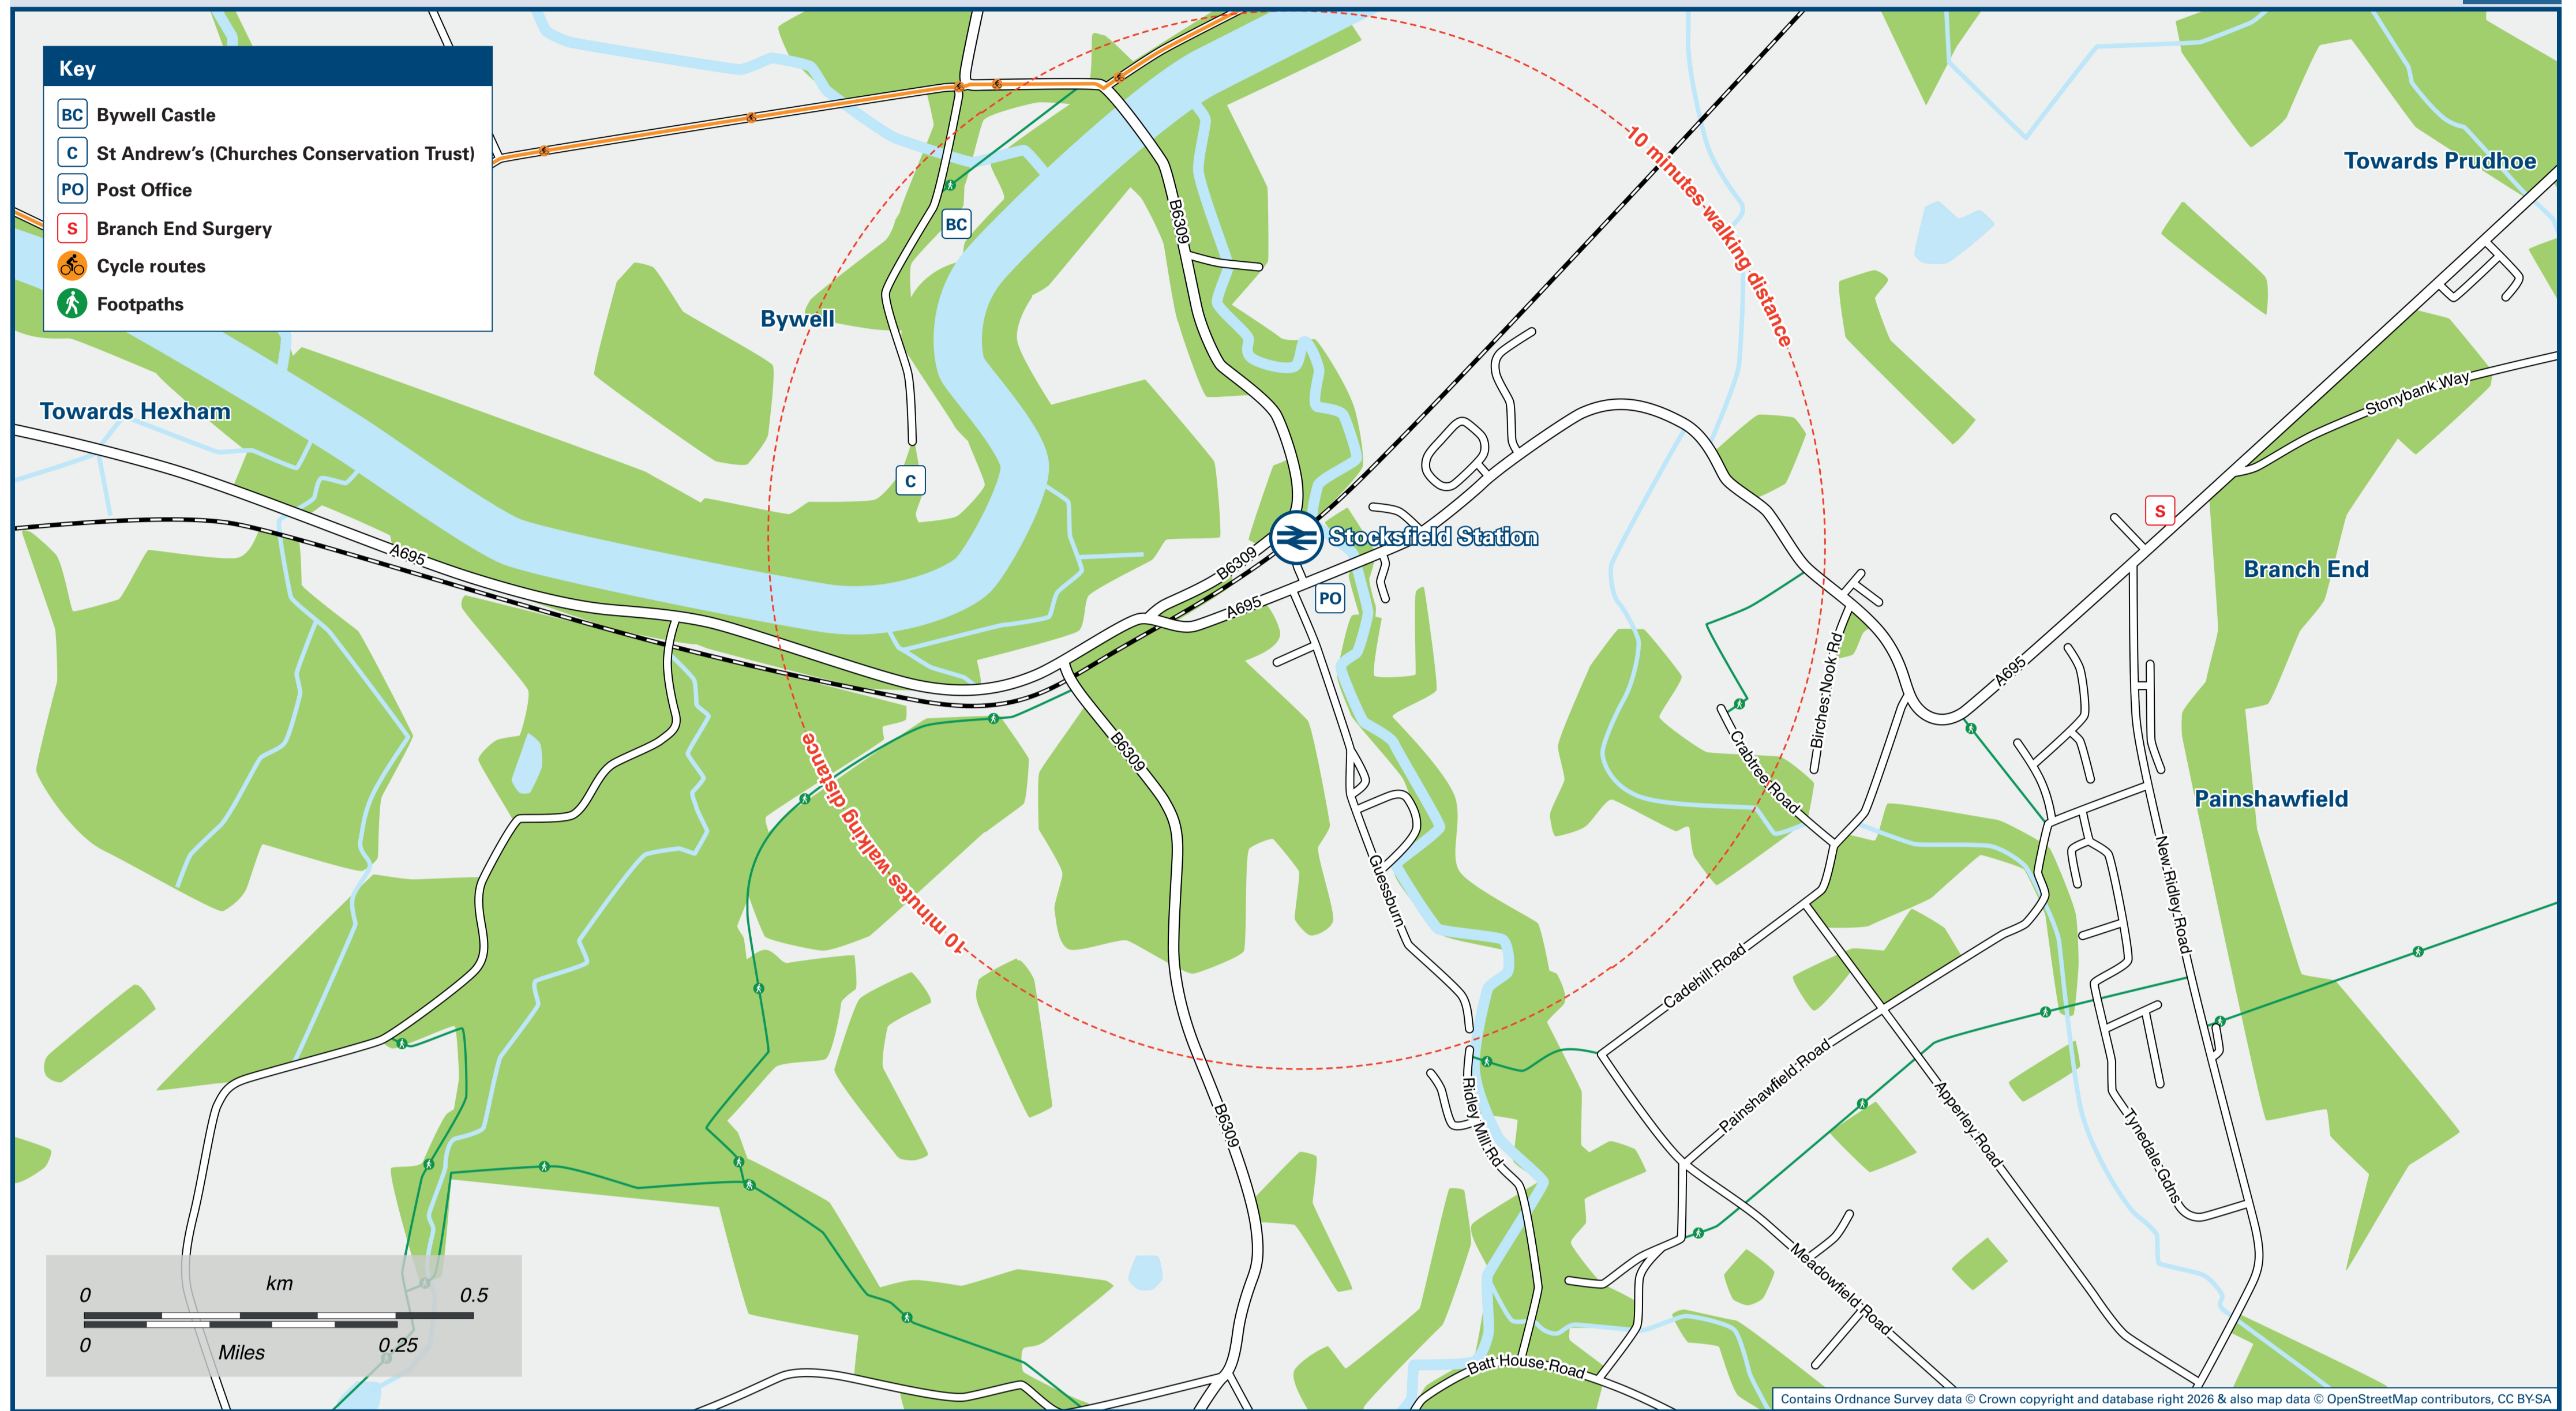 Key
BC Bywell Castle
C St Andrew's (Churches Conservation Trust)
PO Post Office
S Branch End Surgery
Cycle routes
Footpaths
Towards Prudhoe
10 minutes walking distance
B6309
BC
Bywell
Towards Hexham
Stonybank Way
C
S
A695
Stocksfield Station
B6309
Branch End
PO
A695
A695
Birches Nook Rd
B6309
Crabtree Road
Painshawfield
10 minutes walking distance
Guessburn
New Ridley Road
Cadehill Road
Painshawfield Road
B6309
Ridley Mill Rd
Apperley Road
Tynedale Gdns
Meadowfield Road
Batt House Road
km
0 0.5
0 0.25
Miles
Contains Ordnance Survey data © Crown copyright and database right 2026 & also map data © OpenStreetMap contributors, CC BY-SA